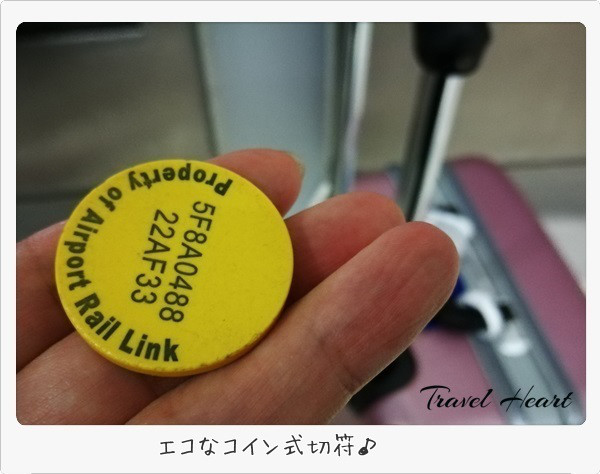 Property of Airport Rail Link
5F8A0488
22AF33
Travel Heart
エコなコイン式切符♪